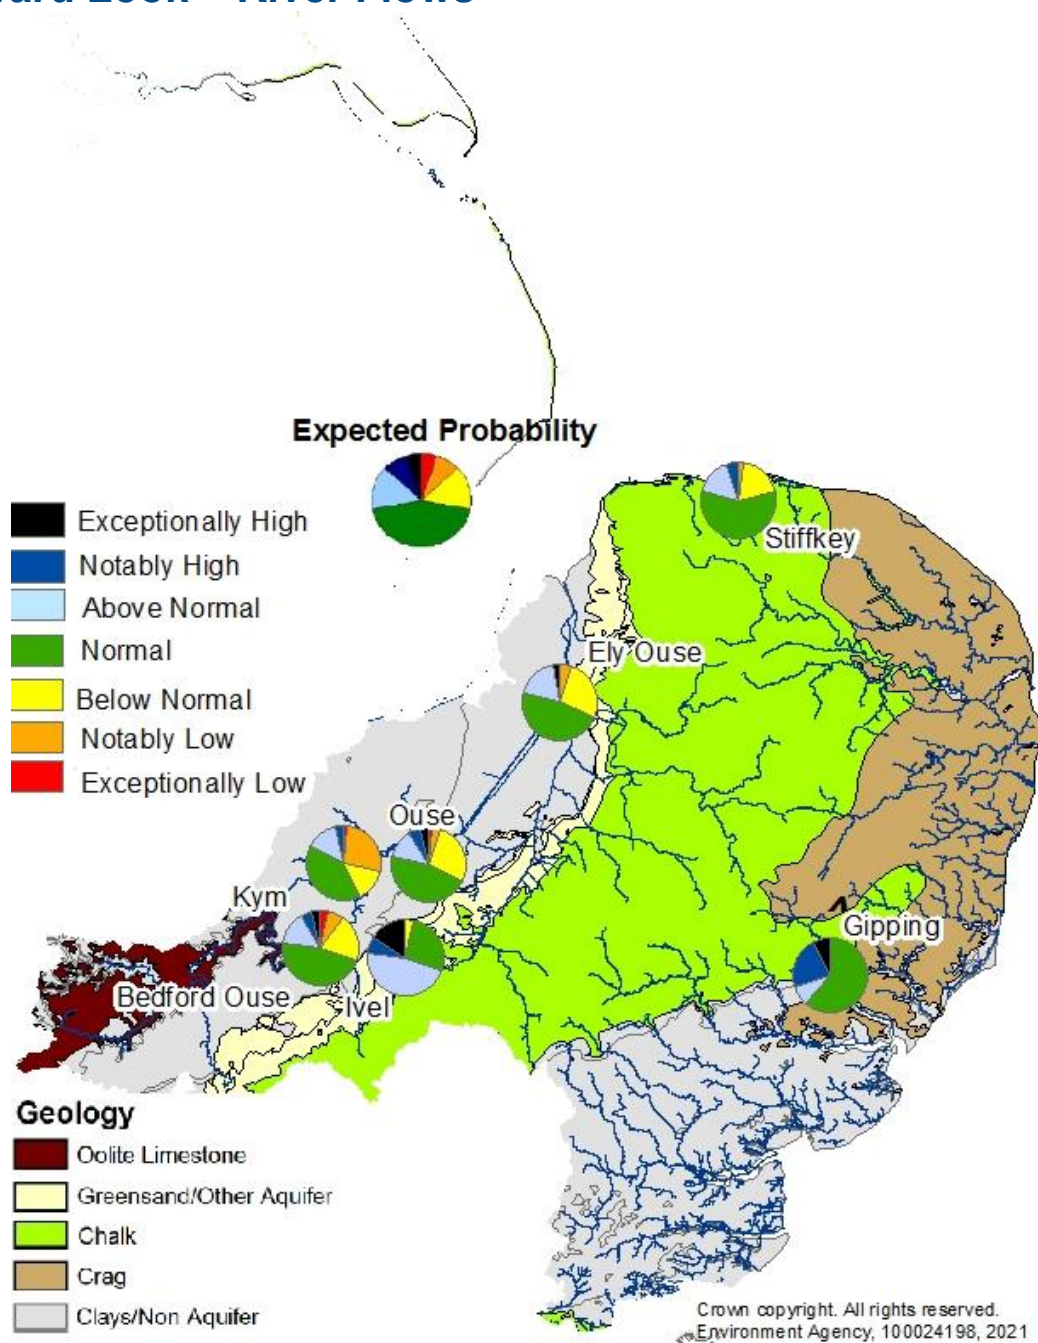 Look - River Flows
Expected Probability
Exceptionally High
Notably High
Above Normal
Normal
Below Normal
Notably Low
Exceptionally Low
Stiffkey
Ely Ouse
Ouse
Kym
Gipping
Bedford Ouse
Ivel
Geology
Oolite Limestone
Greensand/Other Aquifer
Chalk
Crag
Clays/Non Aquifer
Crown copyright. All rights reserved.
Environment Agency, 100024198, 2021